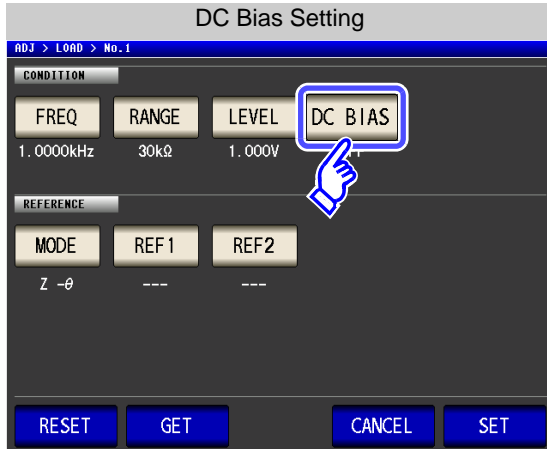 DC Bias Setting
ADJ > LOAD > No.1
CONDITION
FREQ RANGE LEVEL DC BIAS
1.0000kHz 30kΩ 1.000V
REFERENCE
MODE REF1 REF2
Z -θ --- ---
RESET GET CANCEL SET